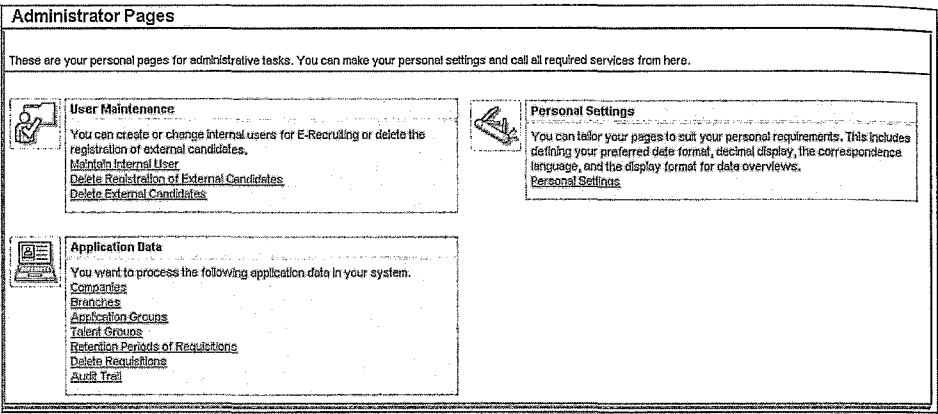 Administrator Pages
These are your personal pages for administrative tasks. You can make your personal settings and call all required services from here.
User Maintenance
You can create or change internal users for E-Recruiting or delete the
registration of external candidates.
Maintain Internal User
Delete Registration of External Candidates
Delete External Candidates
Personal Settings
You can tailor your pages to suit your personal requirements. This includes
defining your preferred date format, decimal display, the correspondence
language, and the display format for date overviews.
Personal Settings
Application Data
You want to process the following application data in your system.
Companies
Branches
Application Groups
Talent Groups
Retention Periods of Requisitions
Delete Requisitions
Audit Trail